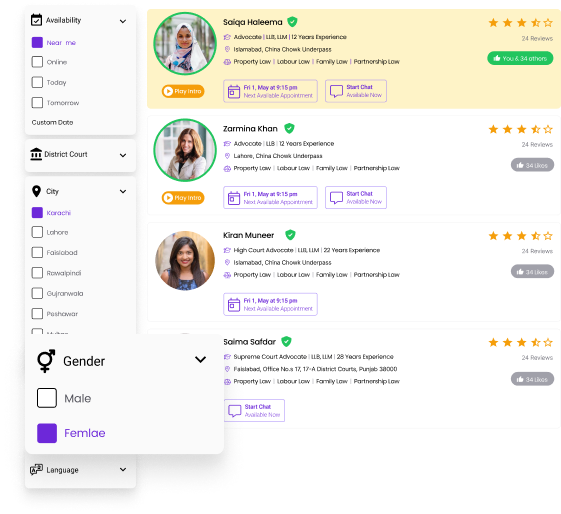 Availability
Near me
Online
Today
Tomorrow
Custom Date
District Court
City
Karachi
Lahore
Faislabad
Rawalpindi
Gujranwala
Peshawar
Gender
Male
Femlae
Language
Saiqa Haleema
Advocate | LLB, LLM | 12 Years Experience
Islamabad, China Chowk Underpass
Property Law | Labour Law | Family Law | Partnership Law
Play Intro
Fri 1, May at 9:15 pm
Next Available Appointment
Start Chat
Available Now
24 Reviews
You & 34 others
Zarmina Khan
Advocate | LLB | 12 Years Experience
Lahore, China Chowk Underpass
Property Law | Labour Law | Family Law | Partnership Law
Play Intro
Fri 1, May at 9:15 pm
Next Available Appointment
Start Chat
Available Now
24 Reviews
34 Likes
Kiran Muneer
High Court Advocate | LLB, LLM | 22 Years Experience
Islamabad, China Chowk Underpass
Property Law | Labour Law | Family Law | Partnership Law
Fri 1, May at 9:15 pm
Next Available Appointment
24 Reviews
34 Likes
Saima Safdar
Supreme Court Advocate | LLB, LLM | 28 Years Experience
Faislabad, Office No.s 17, 17-A District Courts, Punjab 38000
Property Law | Labour Law | Family Law | Partnership Law
Start Chat
Available Now
24 Reviews
34 Likes